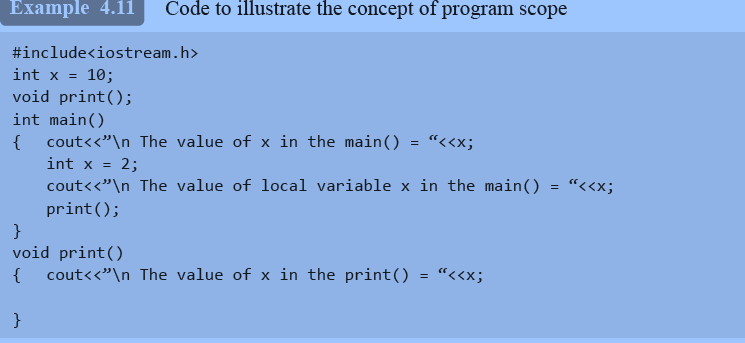 Example 4.11 Code to illustrate the concept of program scope
#include<iostream.h>
int x = 10;
void print();
int main()
{ cout<<”\n The value of x in the main() = “<<x;
int x = 2;
cout<<”\n The value of local variable x in the main() = “<<x;
print();
}
void print()
{ cout<<”\n The value of x in the print() = “<<x;
}